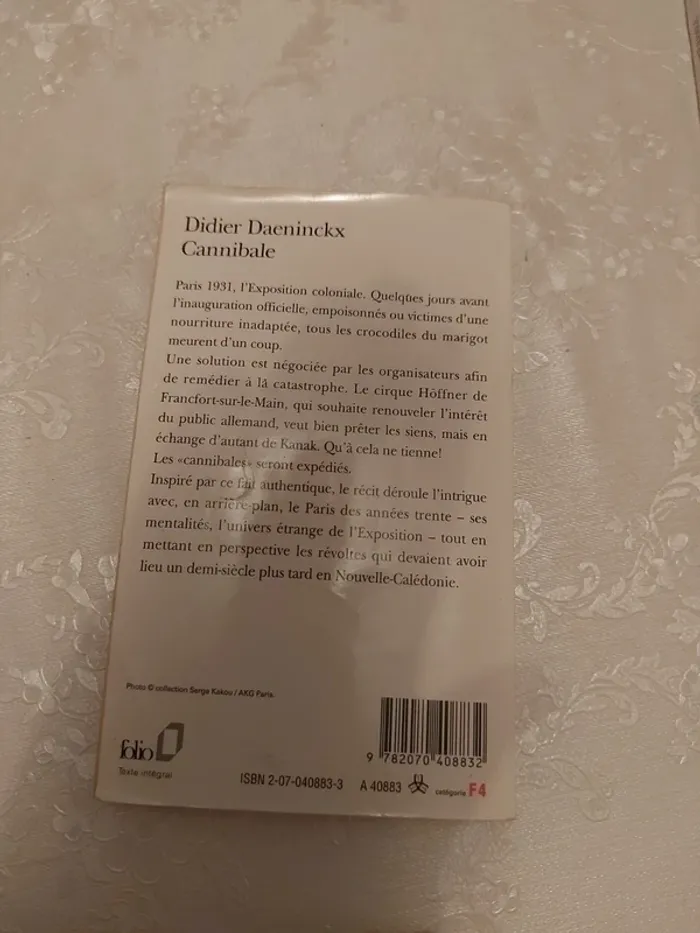 Didier Daeninckx
Cannibale
Paris 1931, l'Exposition coloniale. Quelques jours avant
l'inauguration officielle, empoisonnés ou victimes d'une
nourriture inadaptée, tous les crocodiles du marigot
meurent d'un coup.
Une solution est négociée par les organisateurs afin
de remédier à la catastrophe. Le cirque Höffner de
Francfort-sur-le-Main, qui souhaite renouveler l'intérêt
du public allemand, veut bien prêter les siens, mais en
échange d'autant de Kanak. Qu'à cela ne tienne!
Les «cannibales» seront expédiés.
Inspiré par ce fait authentique, le récit déroule l'intrigue
avec, en arrière-plan, le Paris des années trente – ses
mentalités, l'univers étrange de l'Exposition – tout en
mettant en perspective les révoltes qui devaient avoir
lieu un demi-siècle plus tard en Nouvelle-Calédonie.
Photo © collection Serge Kakou / AKG Paris.
folio
Texte intégral
9 782070 408832
ISBN 2-07-040883-3 A 40883 catégorie F4